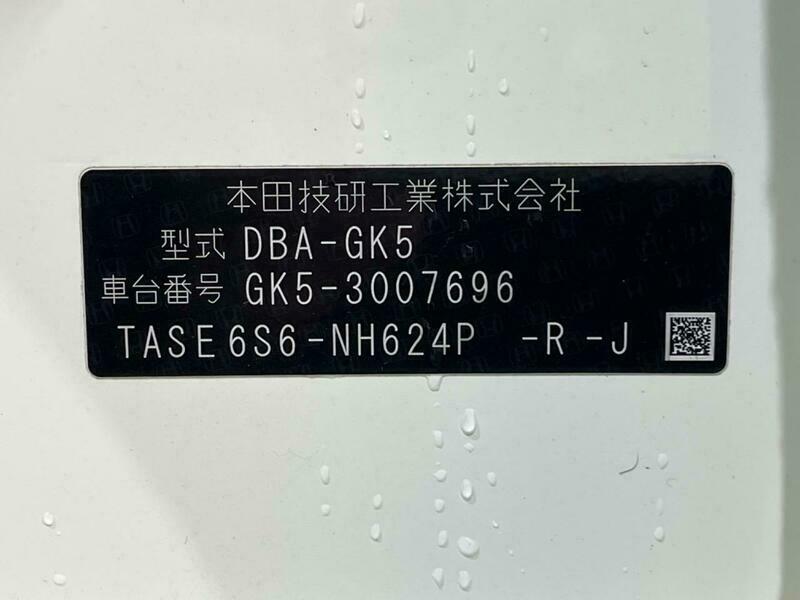 本田技研工業株式会社
型式 DBA-GK5
車台番号 GK5-3007696
TASE6S6-NH624P -R-J